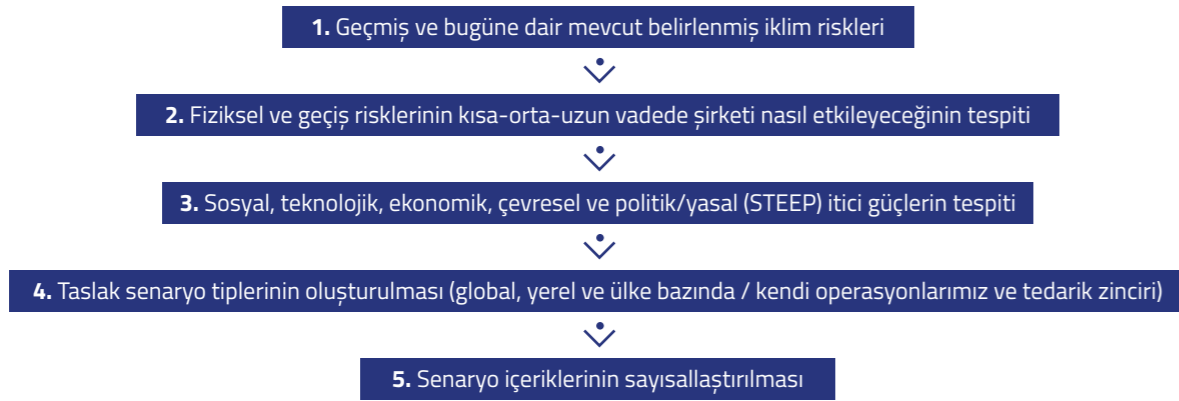 1. Geçmiş ve bugüne dair mevcut belirlenmiş iklim riskleri
2. Fiziksel ve geçiş risklerinin kısa-orta-uzun vadede şirketi nasıl etkileyeceğinin tespiti
3. Sosyal, teknolojik, ekonomik, çevresel ve politik/yasal (STEEP) itici güçlerin tespiti
4. Taslak senaryo tiplerinin oluşturulması (global, yerel ve ülke bazında / kendi operasyonlarımız ve tedarik zinciri)
5. Senaryo içeriklerinin sayısallaştırılması